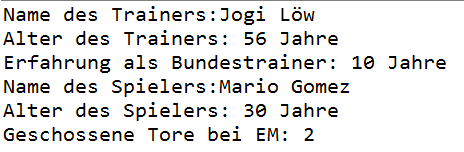 Name des Trainers:Jogi Löw
Alter des Trainers: 56 Jahre
Erfahrung als Bundestrainer: 10 Jahre
Name des Spielers:Mario Gomez
Alter des Spielers: 30 Jahre
Geschossene Tore bei EM: 2